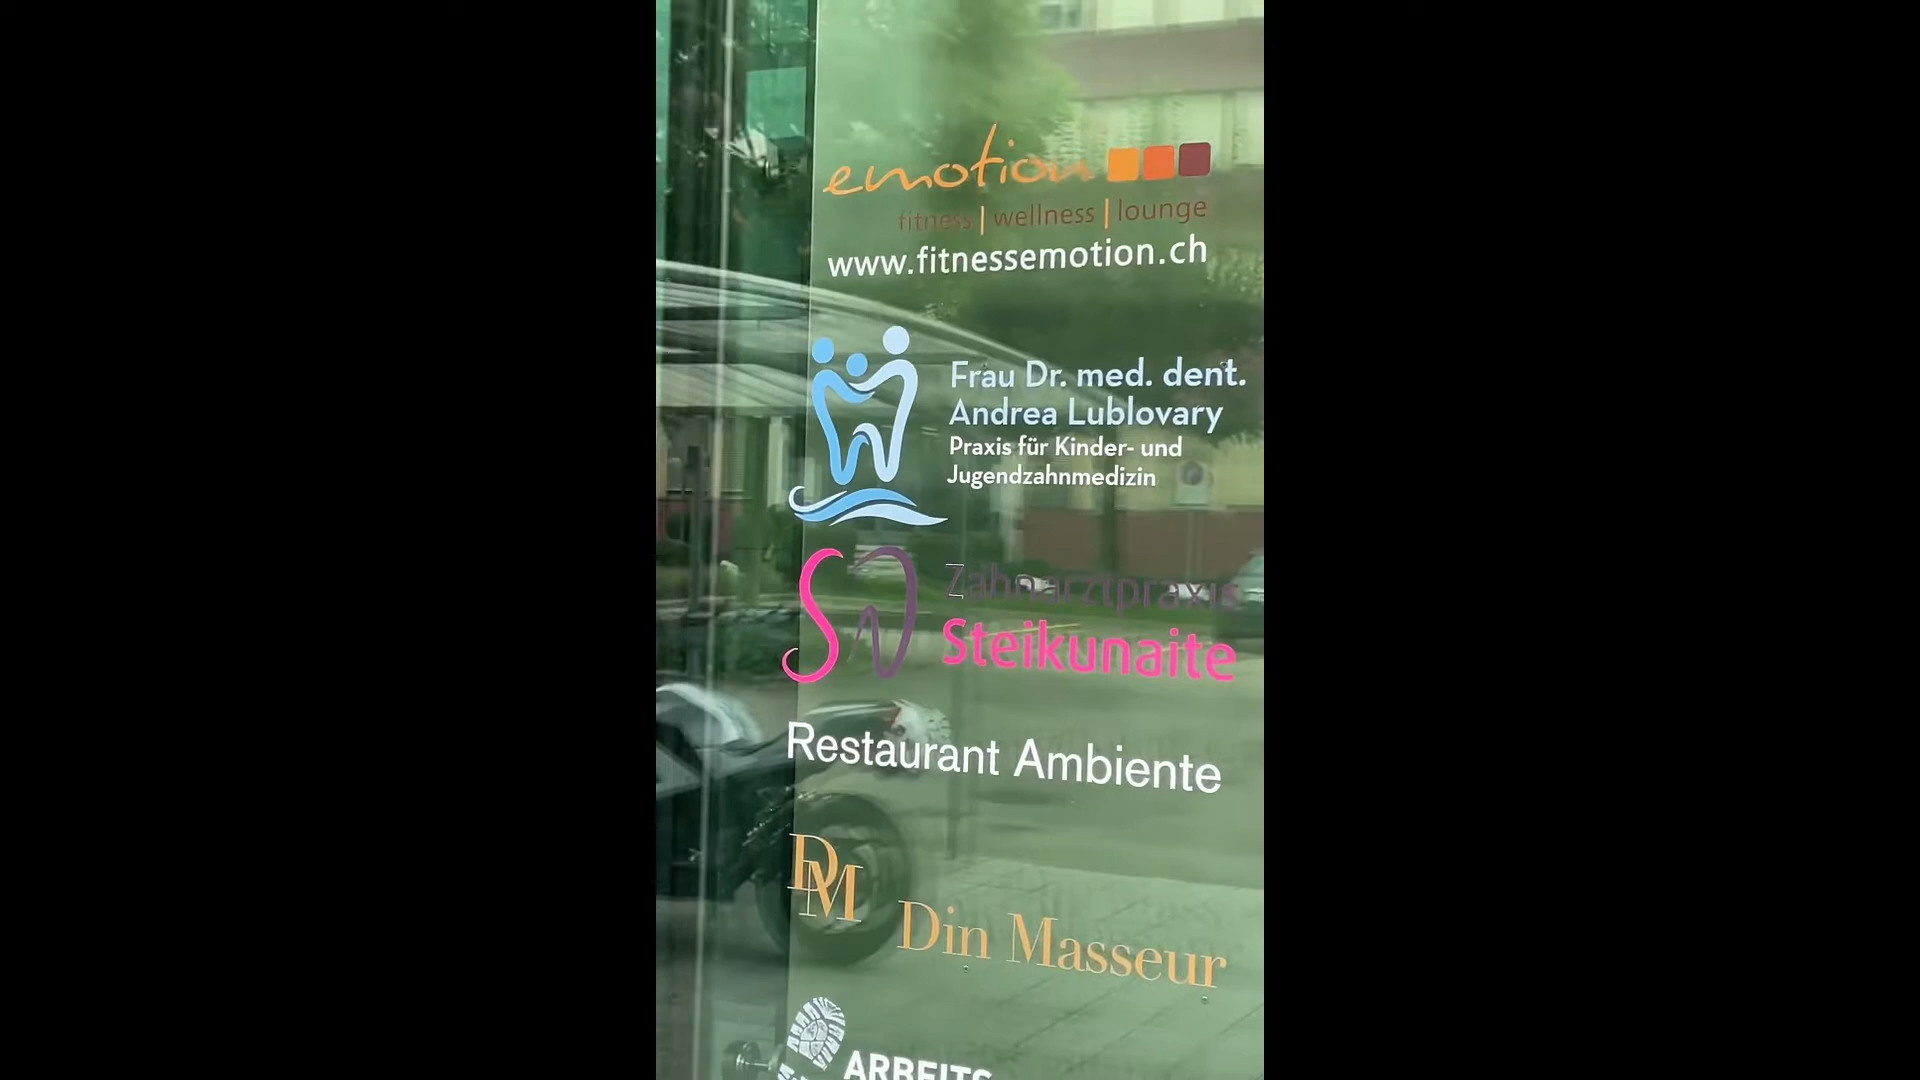 emotion
fitness | wellness | lounge
www.fitnessemotion.ch
Frau Dr. med. dent.
Andrea Lublovary
Praxis für Kinder- und
Jugendzahnmedizin
Zahnarztpraxis
Steikunaite
Restaurant Ambiente
DM
Din Masseur
ARBEITS